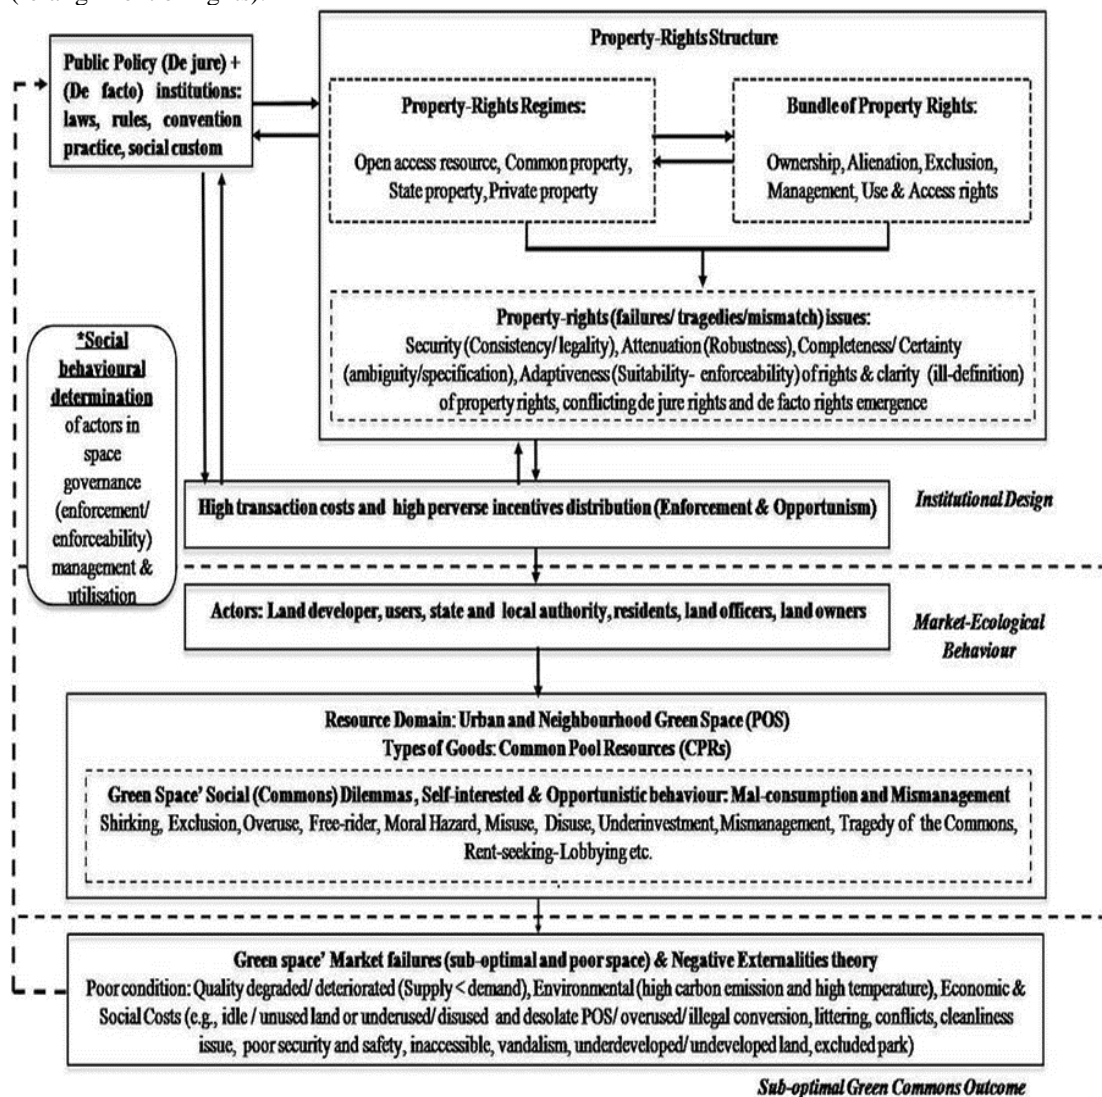 Property-Rights Structure
Public Policy (De jure) +
(De facto) institutions:
laws, rules, convention
practice, social custom
Property-Rights Regimes:
Open access resource, Common property,
State property, Private property
Bundle of Property Rights:
Ownership, Alienation, Exclusion,
Management, Use & Access rights
Property-rights (failures/ tragedies/mismatch) issues:
Security (Consistency/ legality), Attenuation (Robustness), Completeness/ Certainty
(ambiguity/specification), Adaptiveness (Suitability- enforceability) of rights & clarity (ill-definition)
of property rights, conflicting de jure rights and de facto rights emergence
*Social
behavioural
determination
of actors in
space
governance
(enforcement/
enforceability)
management &
utilisation
High transaction costs and high perverse incentives distribution (Enforcement & Opportunism)
Institutional Design
Actors: Land developer, users, state and local authority, residents, land officers, land owners
Market-Ecological
Behaviour
Resource Domain: Urban and Neighbourhood Green Space (POS)
Types of Goods: Common Pool Resources (CPRs)
Green Space' Social (Commons) Dilemmas, Self-interested & Opportunistic behaviour: Mal-consumption and Mismanagement
Shirking, Exclusion, Overuse, Free-rider, Moral Hazard, Misuse, Disuse, Underinvestment, Mismanagement, Tragedy of the Commons,
Rent-seeking-Lobbying etc.
Green space' Market failures (sub-optimal and poor space) & Negative Externalities theory
Poor condition: Quality degraded/ deteriorated (Supply < demand), Environmental (high carbon emission and high temperature), Economic &
Social Costs (e.g., idle / unused land or underused/ disused and desolate POS/ overused/ illegal conversion, littering, conflicts, cleanliness
issue, poor security and safety, inaccessible, vandalism, underdeveloped/ undeveloped land, excluded park)
Sub-optimal Green Commons Outcome